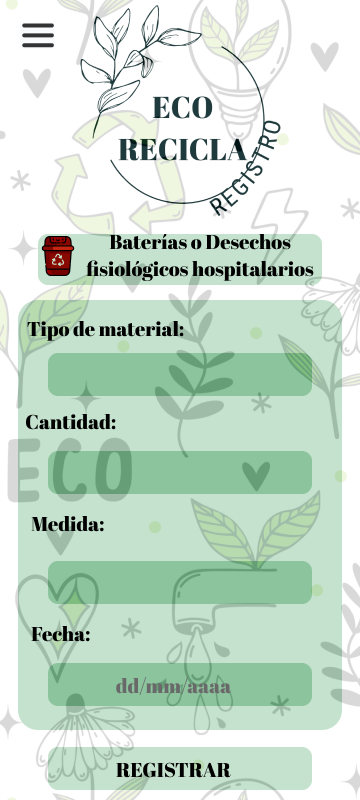 ECO
RECICLA
REGISTRO
Baterías o Desechos
fisiológicos hospitalarios
Tipo de material:
Cantidad:
ECO
Medida:
Fecha:
dd/mm/aaaa
REGISTRAR